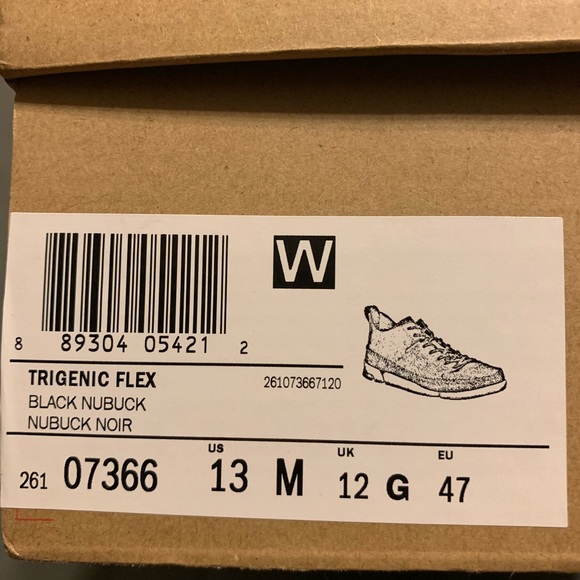 W
8 89304 05421 2
TRIGENIC FLEX 261073667120
BLACK NUBUCK
NUBUCK NOIR
US UK EU
261 07366 13 M 12 G 47